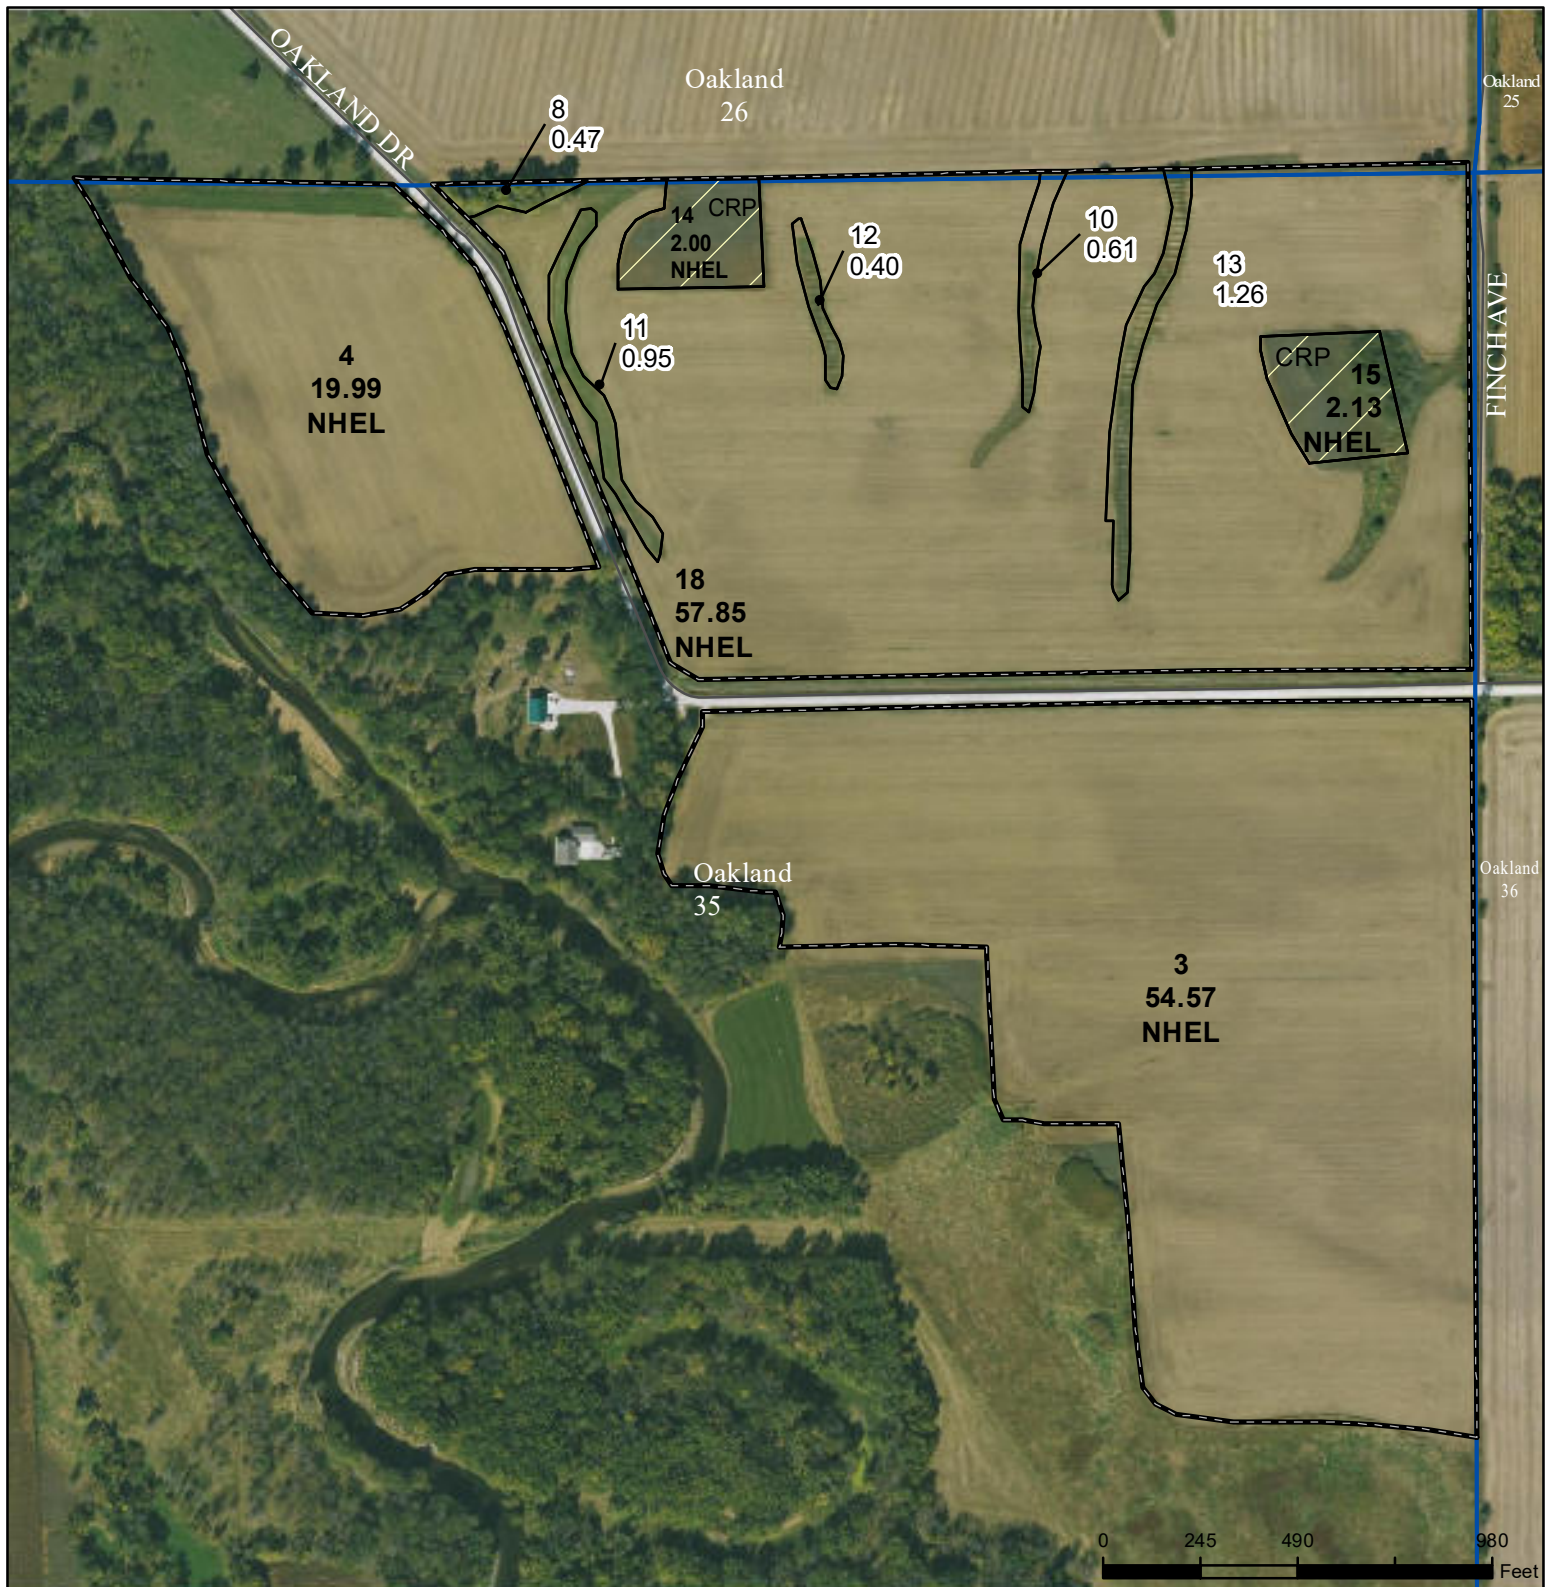 OAKLAND DR
Oakland
26
Oakland
25
8
0.47
14 CRP
2.00
NHEL
12
0.40
10
0.61
13
1.26
11
0.95
4
19.99
NHEL
CRP
15
2.13
NHEL
FINCH AVE
18
57.85
NHEL
Oakland
35
Oakland
36
3
54.57
NHEL
0 245 490 980
Feet